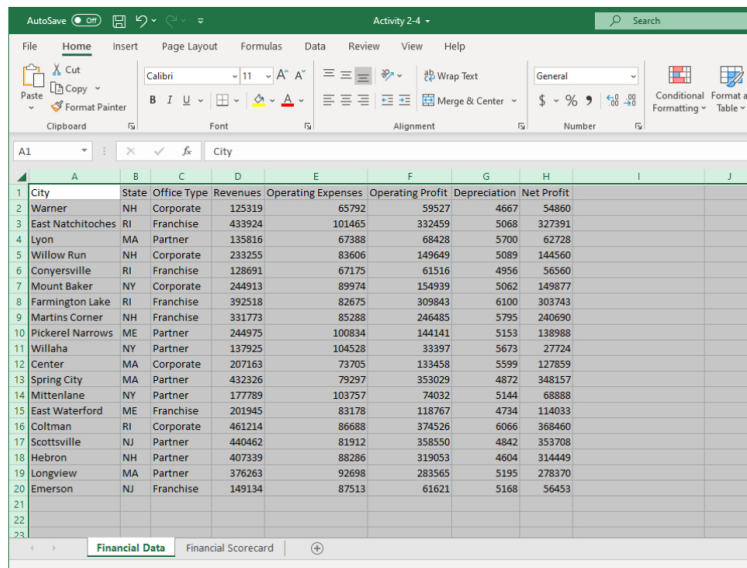 AutoSave Off Activity 2-4 Search
File Home Insert Page Layout Formulas Data Review View Help
Cut Calibri 11 A A ab Wrap Text General Conditional Format a
Paste Copy B I U A Merge & Center $ % 9 Formatting Table
Format Painter
Clipboard Font Alignment Number
A1 fx City
A B C D E F G H I J
1 City State Office Type Revenues Operating Expenses Operating Profit Depreciation Net Profit
2 Warner NH Corporate 125319 65792 59527 4667 54860
3 East Natchitoches RI Franchise 433924 101465 332459 5068 327391
4 Lyon MA Partner 135816 67388 68428 5700 62728
5 Willow Run NH Corporate 233255 83606 149649 5089 144560
6 Conyersville RI Franchise 128691 67175 61516 4956 56560
7 Mount Baker NY Corporate 244913 89974 154939 5062 149877
8 Farmington Lake RI Franchise 392518 82675 309843 6100 303743
9 Martins Corner NH Franchise 331773 85288 246485 5795 240690
10 Pickerel Narrows ME Partner 244975 100834 144141 5153 138988
11 Willaha NY Partner 137925 104528 33397 5673 27724
12 Center MA Corporate 207163 73705 133458 5599 127859
13 Spring City MA Partner 432326 79297 353029 4872 348157
14 Mittenlane NY Partner 177789 103757 74032 5144 68888
15 East Waterford ME Franchise 201945 83178 118767 4734 114033
16 Coltman RI Corporate 461214 86688 374526 6066 368460
17 Scottsville NJ Partner 440462 81912 358550 4842 353708
18 Hebron NH Partner 407339 88286 319053 4604 314449
19 Longview MA Partner 376263 92698 283565 5195 278370
20 Emerson NJ Franchise 149134 87513 61621 5168 56453
21
22
23
Financial Data Financial Scorecard